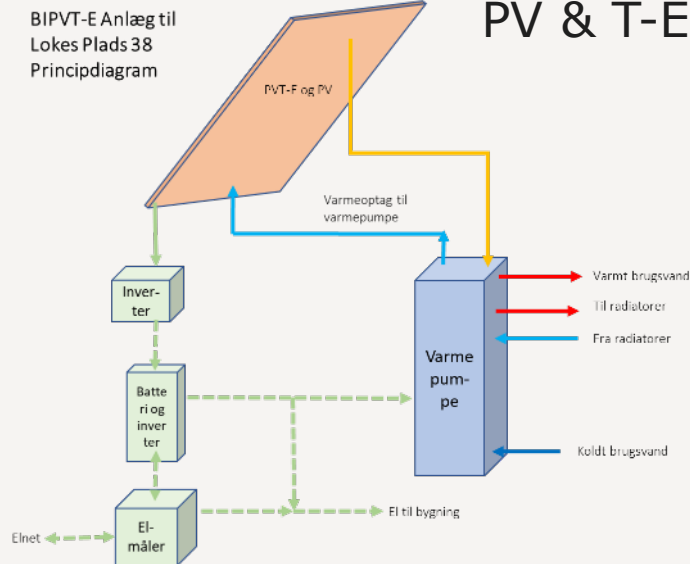 BIPVT-E Anlæg til
Lokes Plads 38
Principdiagram
PV & T-E
PVT-E og PV
Varmeoptag til
varmepumpe
Inver-
ter
Varmt brugsvand
Til radiatorer
Fra radiatorer
Varme
pum-
pe
Batte
ri og
inver
ter
Koldt brugsvand
El til bygning
El-
måler
Elnet